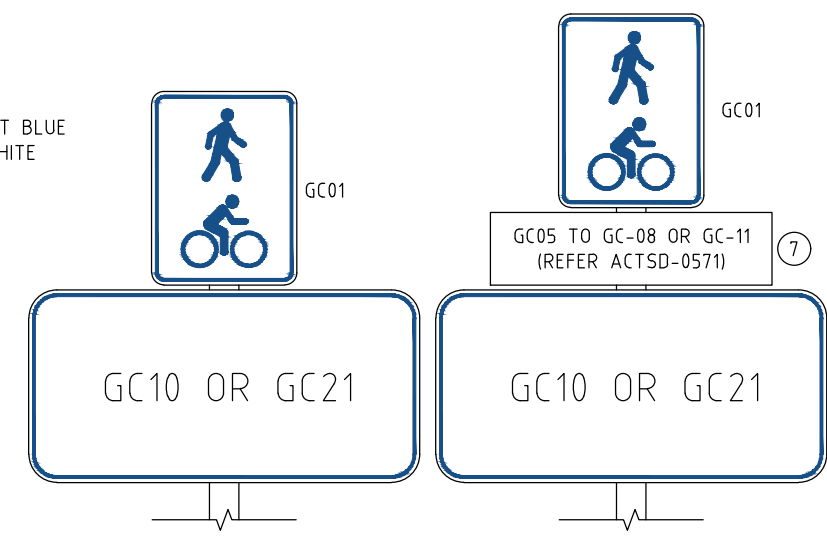 T BLUE
HITE
GC01
GC10 OR GC21
GC01
GC05 TO GC-08 OR GC-11
(REFER ACTSD-0571)
7
GC10 OR GC21